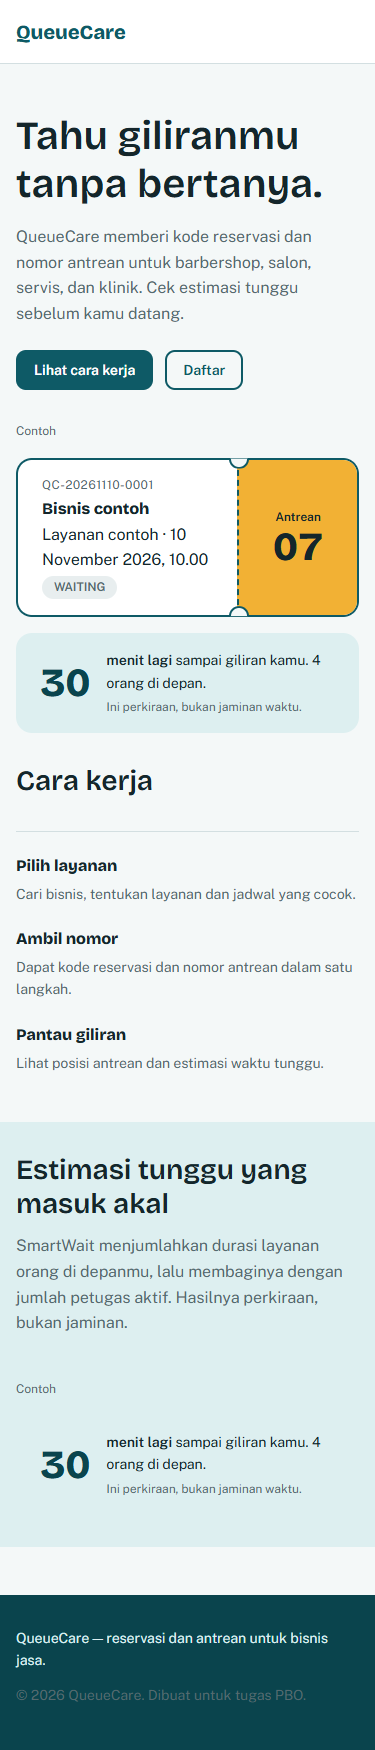 QueueCare
Tahu giliranmu
tanpa bertanya.
QueueCare memberi kode reservasi dan
nomor antrean untuk barbershop, salon,
servis, dan klinik. Cek estimasi tunggu
sebelum kamu datang.
Lihat cara kerja
Daftar
Contoh
QC-20261110-0001
Bisnis contoh
Layanan contoh · 10
November 2026, 10.00
WAITING
Antrean
07
30
menit lagi sampai giliran kamu. 4
orang di depan.
Ini perkiraan, bukan jaminan waktu.
Cara kerja
Pilih layanan
Cari bisnis, tentukan layanan dan jadwal yang cocok.
Ambil nomor
Dapat kode reservasi dan nomor antrean dalam satu
langkah.
Pantau giliran
Lihat posisi antrean dan estimasi waktu tunggu.
Estimasi tunggu yang
masuk akal
SmartWait menjumlahkan durasi layanan
orang di depanmu, lalu membaginya dengan
jumlah petugas aktif. Hasilnya perkiraan,
bukan jaminan.
Contoh
30
menit lagi sampai giliran kamu. 4
orang di depan.
Ini perkiraan, bukan jaminan waktu.
QueueCare — reservasi dan antrean untuk bisnis
jasa.
© 2026 QueueCare. Dibuat untuk tugas PBO.